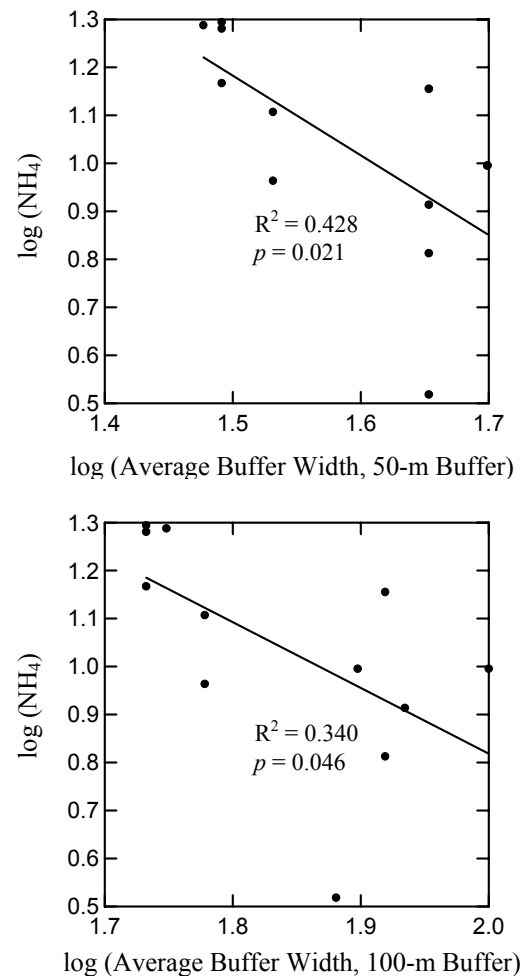 1.3
1.2
1.1
1.0
0.9
0.8
0.7
0.6
0.5
log (NH₄)
R² = 0.428
p = 0.021
1.4 1.5 1.6 1.7
log (Average Buffer Width, 50-m Buffer)
1.3
1.2
1.1
1.0
0.9
0.8
0.7
0.6
0.5
log (NH₄)
R² = 0.340
p = 0.046
1.7 1.8 1.9 2.0
log (Average Buffer Width, 100-m Buffer)